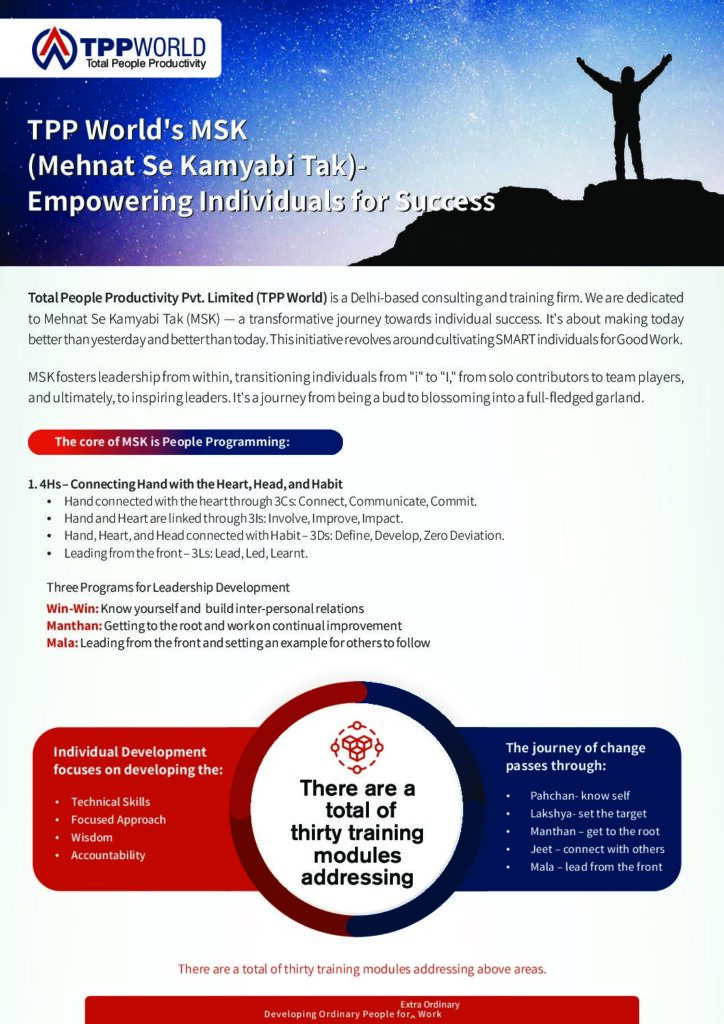 TPPWORLD
Total People Productivity
TPP World's MSK
(Mehnat Se Kamyabi Tak)-
Empowering Individuals for Success
Total People Productivity Pvt. Limited (TPP World) is a Delhi-based consulting and training firm. We are dedicated
to Mehnat Se Kamyabi Tak (MSK) — a transformative journey towards individual success. It's about making today
better than yesterday and better than today. This initiative revolves around cultivating SMART individuals for Good Work.
MSK fosters leadership from within, transitioning individuals from "i" to "I," from solo contributors to team players,
and ultimately, to inspiring leaders. It's a journey from being a bud to blossoming into a full-fledged garland.
The core of MSK is People Programming:
1. 4Hs – Connecting Hand with the Heart, Head, and Habit
• Hand connected with the heart through 3Cs: Connect, Communicate, Commit.
• Hand and Heart are linked through 3Is: Involve, Improve, Impact.
• Hand, Heart, and Head connected with Habit – 3Ds: Define, Develop, Zero Deviation.
• Leading from the front – 3Ls: Lead, Led, Learnt.
Three Programs for Leadership Development
Win-Win: Know yourself and build inter-personal relations
Manthan: Getting to the root and work on continual improvement
Mala: Leading from the front and setting an example for others to follow
Individual Development
focuses on developing the:
• Technical Skills
• Focused Approach
• Wisdom
• Accountability
There are a
total of
thirty training
modules
addressing
The journey of change
passes through:
• Pahchan- know self
• Lakshya- set the target
• Manthan – get to the root
• Jeet – connect with others
• Mala – lead from the front
There are a total of thirty training modules addressing above areas.
Extra Ordinary
Developing Ordinary People for‸ Work